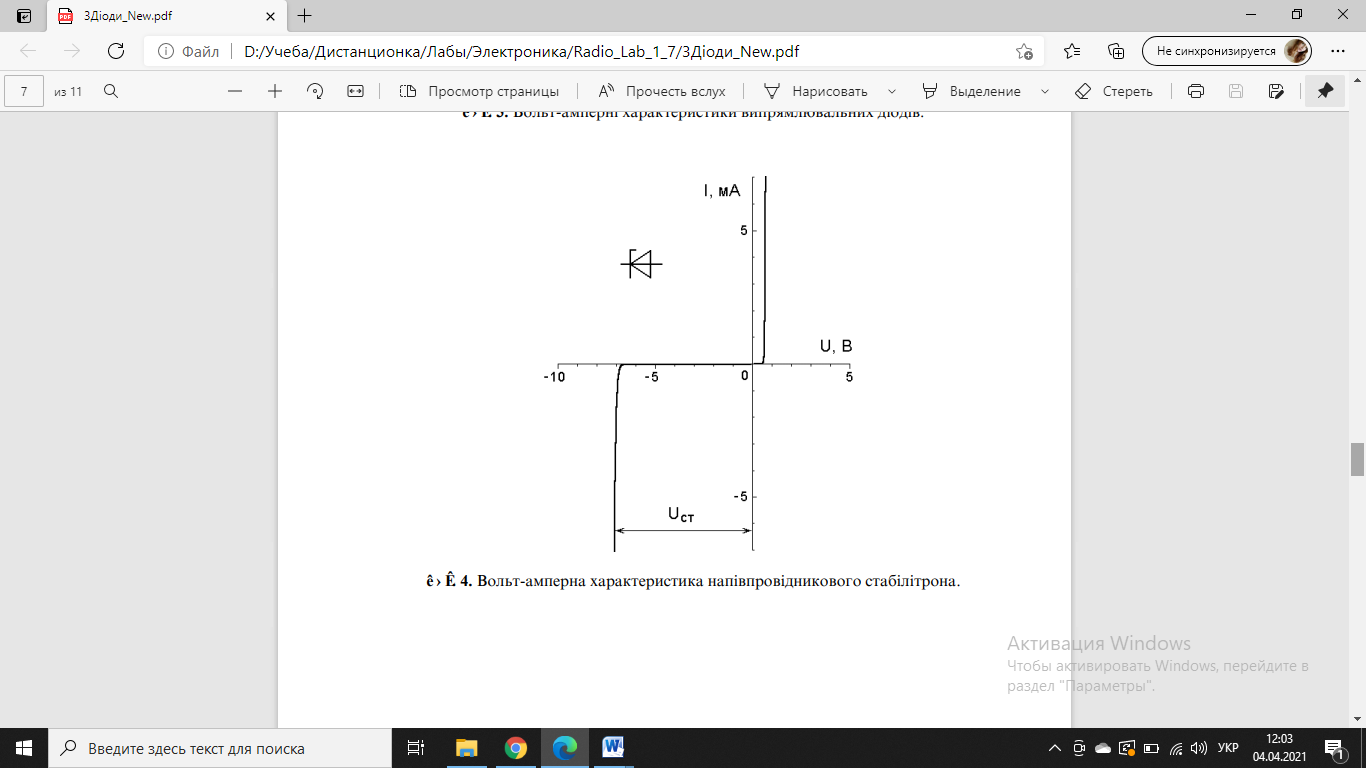 3Діоди_New.pdf
Файл D:/Учеба/Дистанционка/Лабы/Электроника/Radio_Lab_1_7/3Діоди_New.pdf
Не синхронизируется
7 из 11 Просмотр страницы Прочесть вслух Нарисовать Выделение Стереть
ê › Ê 3. Вольт-амперні характеристики випрямлювальних діодів.
I, мА
5
U, В
-10 -5 0 5
-5
Uст
ê › Ê 4. Вольт-амперна характеристика напівпровідникового стабілітрона.
Активация Windows
Чтобы активировать Windows, перейдите в
раздел "Параметры".
Введите здесь текст для поиска
УКР
12:03
04.04.2021
1